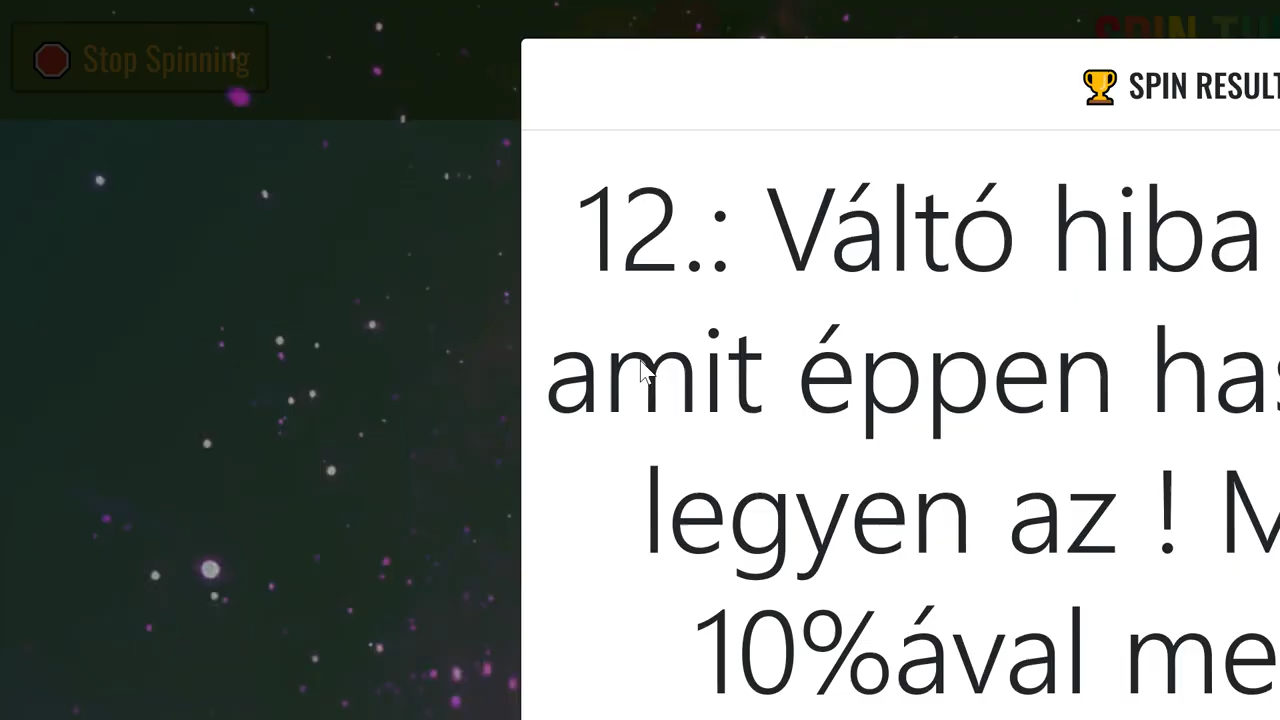 Stop Spinning
SPIN RESULT
12.: Váltó hiba
amit éppen has
legyen az ! M
10%ával me